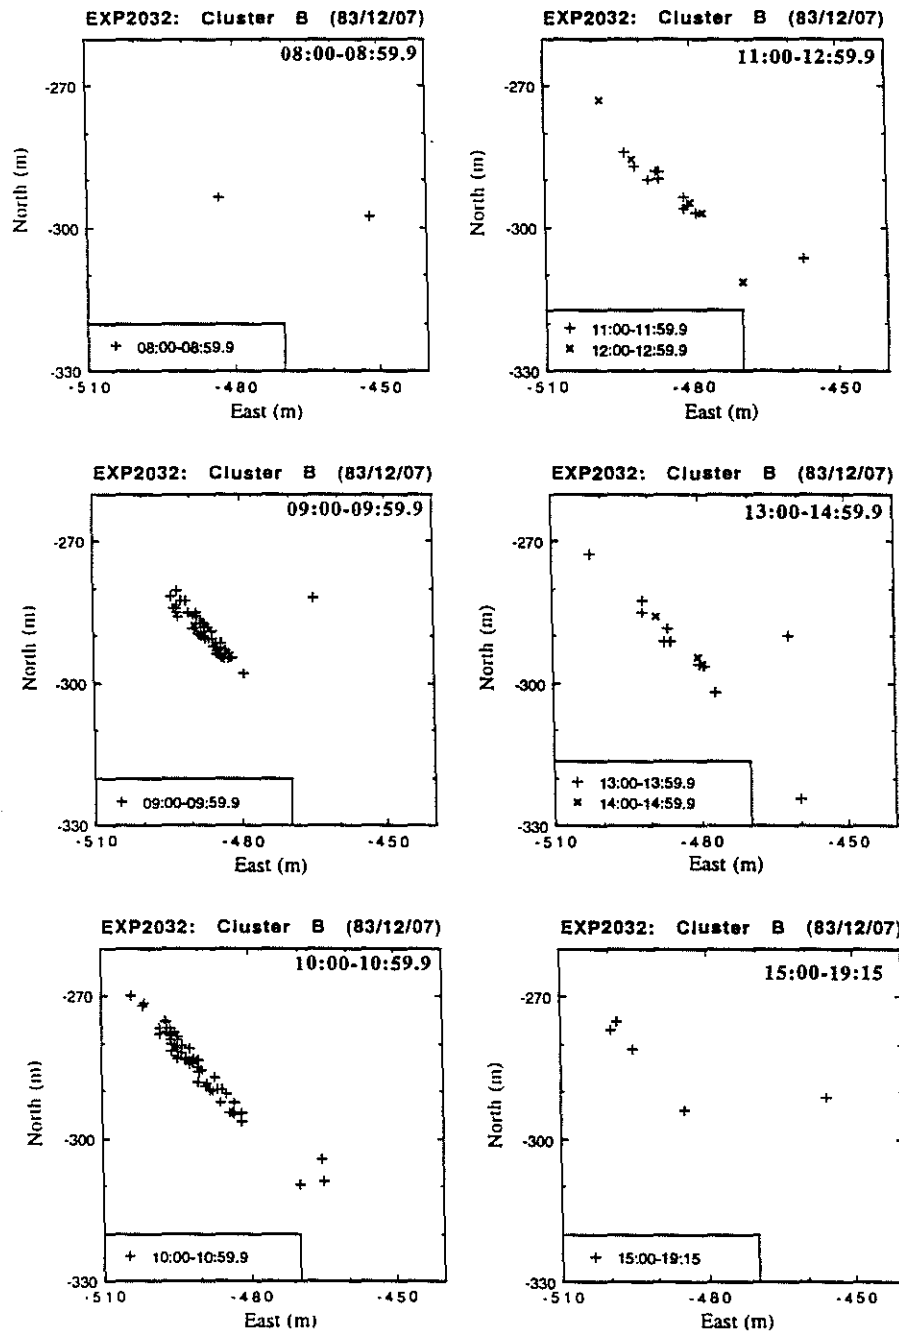 EXP2032: Cluster B (83/12/07)
08:00-08:59.9
-270
-300
-330
North (m)
+ 08:00-08:59.9
-510 -480 -450
East (m)
EXP2032: Cluster B (83/12/07)
11:00-12:59.9
-270
-300
-330
North (m)
+ 11:00-11:59.9
× 12:00-12:59.9
-510 -480 -450
East (m)
EXP2032: Cluster B (83/12/07)
09:00-09:59.9
-270
-300
-330
North (m)
+ 09:00-09:59.9
-510 -480 -450
East (m)
EXP2032: Cluster B (83/12/07)
13:00-14:59.9
-270
-300
-330
North (m)
+ 13:00-13:59.9
× 14:00-14:59.9
-510 -480 -450
East (m)
EXP2032: Cluster B (83/12/07)
10:00-10:59.9
-270
-300
-330
North (m)
+ 10:00-10:59.9
-510 -480 -450
East (m)
EXP2032: Cluster B (83/12/07)
15:00-19:15
-270
-300
-330
North (m)
+ 15:00-19:15
-510 -480 -450
East (m)